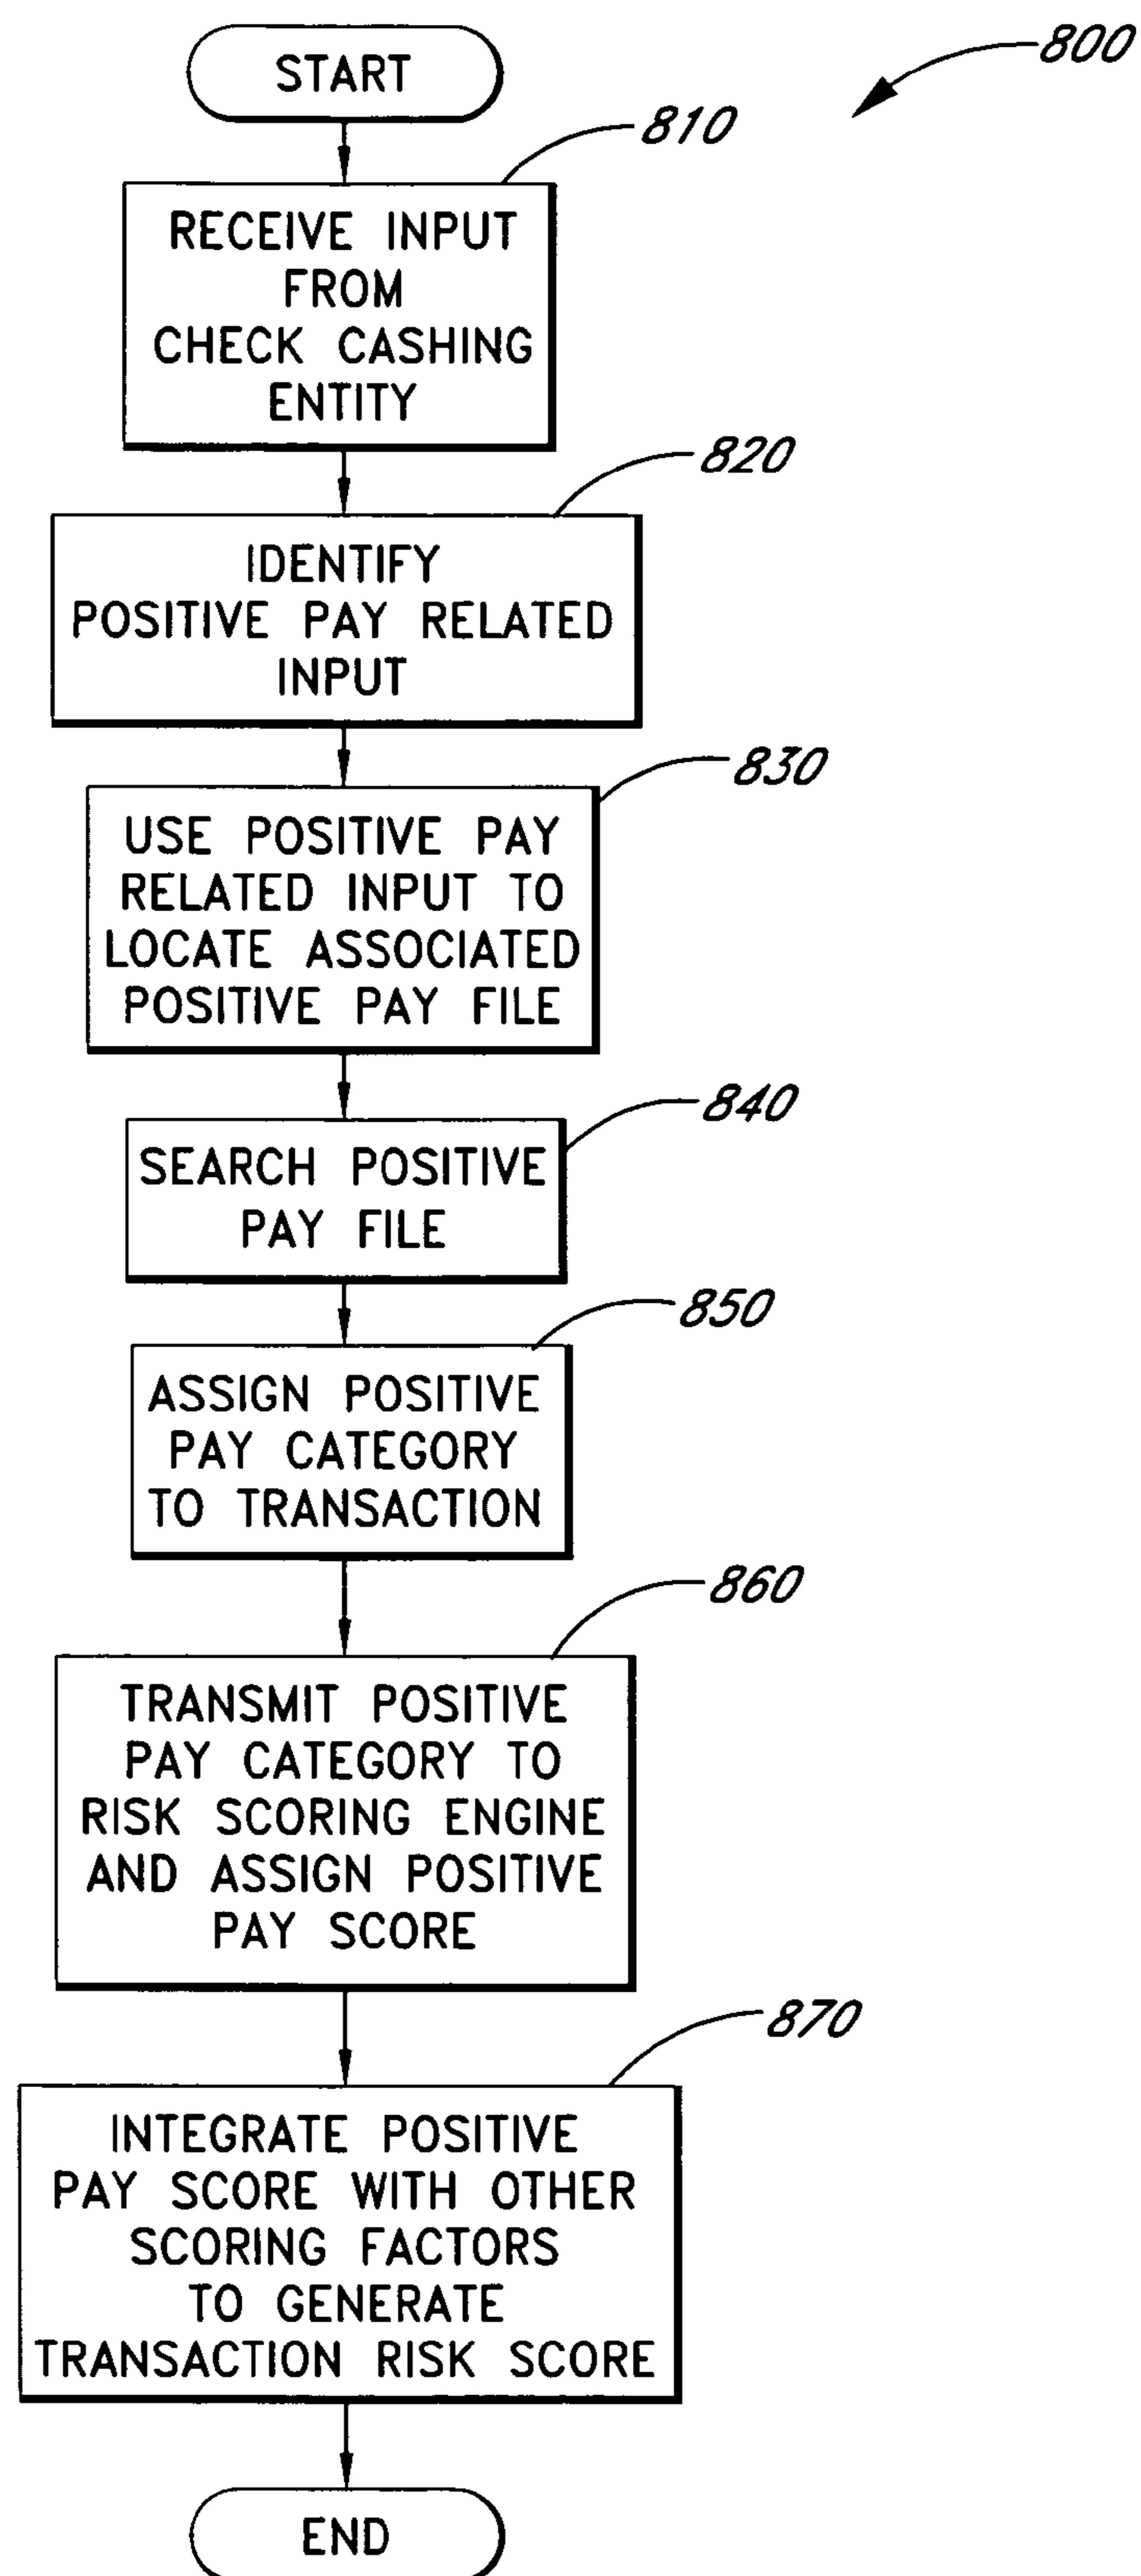 START
800
810
RECEIVE INPUT
FROM
CHECK CASHING
ENTITY
820
IDENTIFY
POSITIVE PAY RELATED
INPUT
830
USE POSITIVE PAY
RELATED INPUT TO
LOCATE ASSOCIATED
POSITIVE PAY FILE
840
SEARCH POSITIVE
PAY FILE
850
ASSIGN POSITIVE
PAY CATEGORY
TO TRANSACTION
860
TRANSMIT POSITIVE
PAY CATEGORY TO
RISK SCORING ENGINE
AND ASSIGN POSITIVE
PAY SCORE
870
INTEGRATE POSITIVE
PAY SCORE WITH OTHER
SCORING FACTORS
TO GENERATE
TRANSACTION RISK SCORE
END